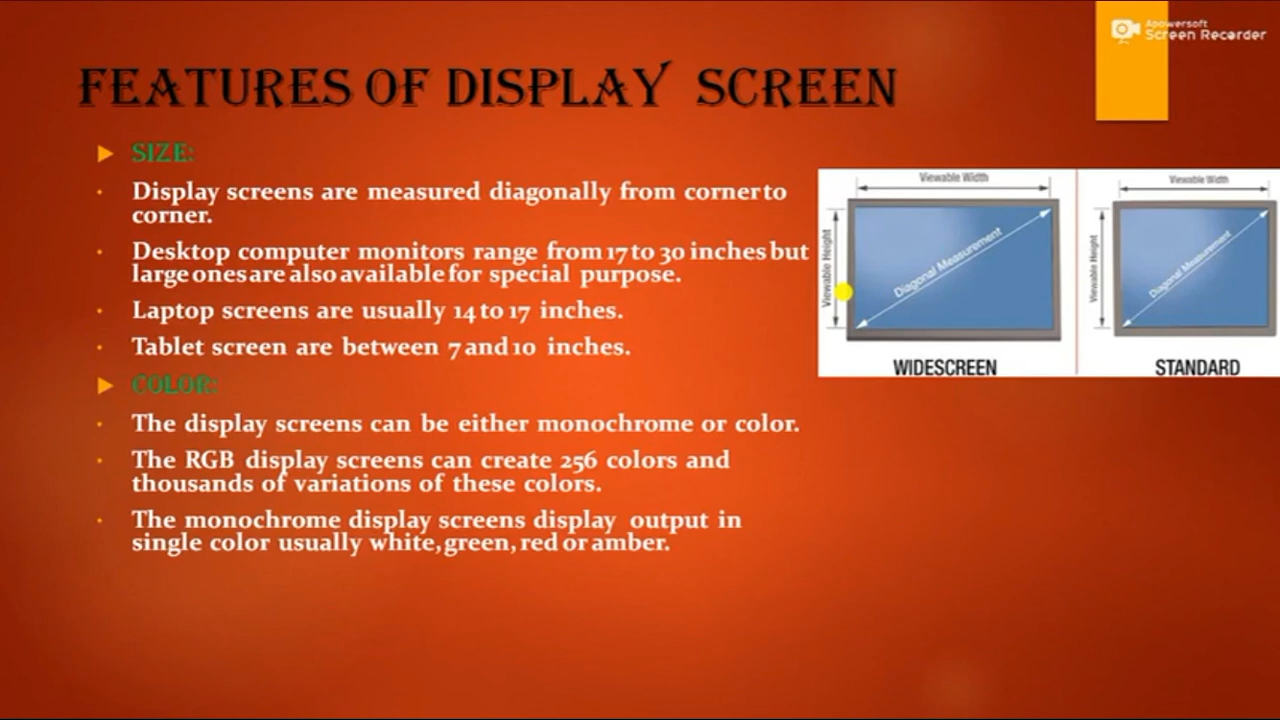 Apowersoft
Screen Recorder
FEATURES OF DISPLAY SCREEN
SIZE:
Display screens are measured diagonally from corner to
corner.
Desktop computer monitors range from 17 to 30 inches but
large ones are also available for special purpose.
Laptop screens are usually 14 to 17 inches.
Tablet screen are between 7 and 10 inches.
COLOR:
The display screens can be either monochrome or color.
The RGB display screens can create 256 colors and
thousands of variations of these colors.
The monochrome display screens display output in
single color usually white, green, red or amber.
Viewable Width
Viewable Height
Diagonal Measurement
WIDESCREEN
Viewable Width
Viewable Height
Diagonal Measurement
STANDARD